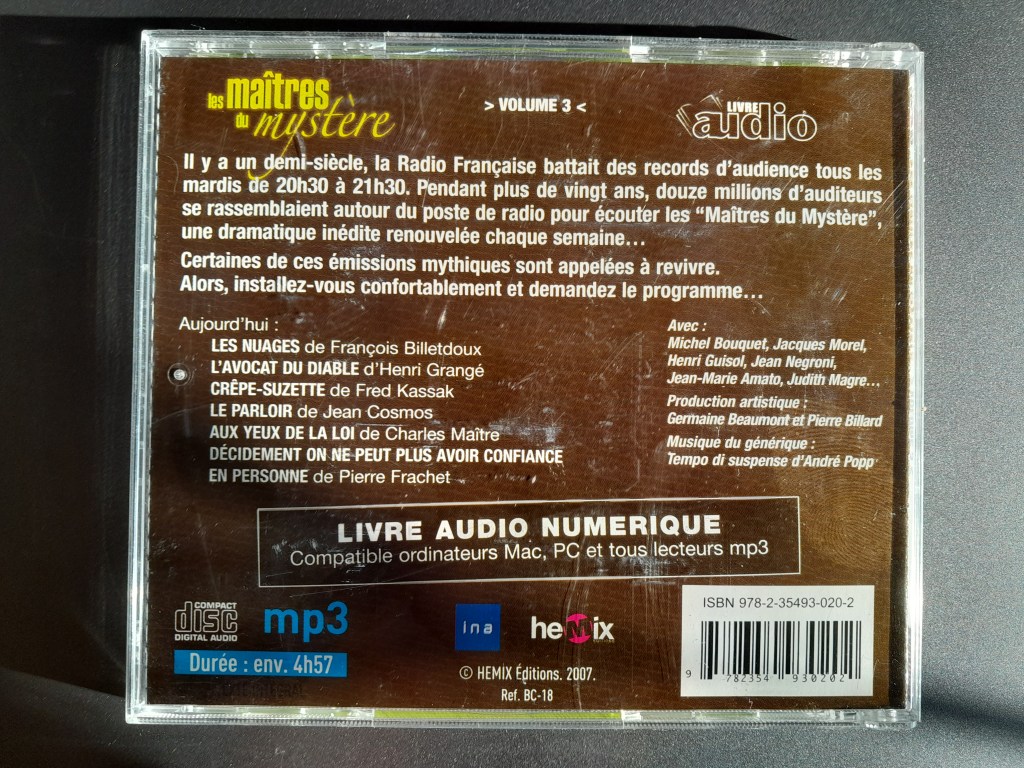 les maîtres du mystère
> VOLUME 3 <
LIVRE audio
Il y a un demi-siècle, la Radio Française battait des records d'audience tous les
mardis de 20h30 à 21h30. Pendant plus de vingt ans, douze millions d'auditeurs
se rassemblaient autour du poste de radio pour écouter les “Maîtres du Mystère”,
une dramatique inédite renouvelée chaque semaine…
Certaines de ces émissions mythiques sont appelées à revivre.
Alors, installez-vous confortablement et demandez le programme…
Aujourd'hui :
LES NUAGES de François Billetdoux
L'AVOCAT DU DIABLE d'Henri Grangé
CRÊPE-SUZETTE de Fred Kassak
LE PARLOIR de Jean Cosmos
AUX YEUX DE LA LOI de Charles Maître
DÉCIDEMENT ON NE PEUT PLUS AVOIR CONFIANCE
EN PERSONNE de Pierre Frachet
Avec :
Michel Bouquet, Jacques Morel,
Henri Guisol, Jean Negroni,
Jean-Marie Amato, Judith Magre…
Production artistique :
Germaine Beaumont et Pierre Billard
Musique du générique :
Tempo di suspense d'André Popp
LIVRE AUDIO NUMERIQUE
Compatible ordinateurs Mac, PC et tous lecteurs mp3
COMPACT
disc
DIGITAL AUDIO
mp3
Durée : env. 4h57
ina
hemix
© HEMIX Éditions. 2007.
Ref. BC-18
ISBN 978-2-35493-020-2
9 782354 930202